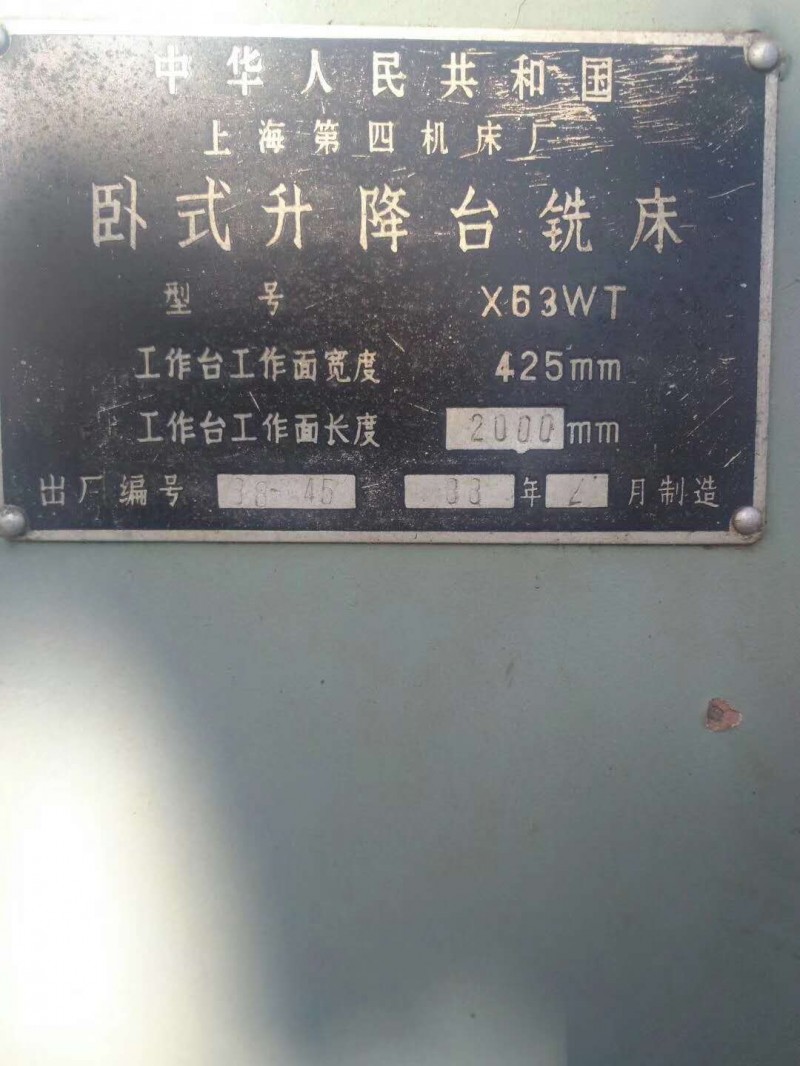 中华人民共和国
上海第四机床厂
卧式升降台铣床
型号 X63WT
工作台工作面宽度 425mm
工作台工作面长度 2000mm
出厂编号 年 月制造